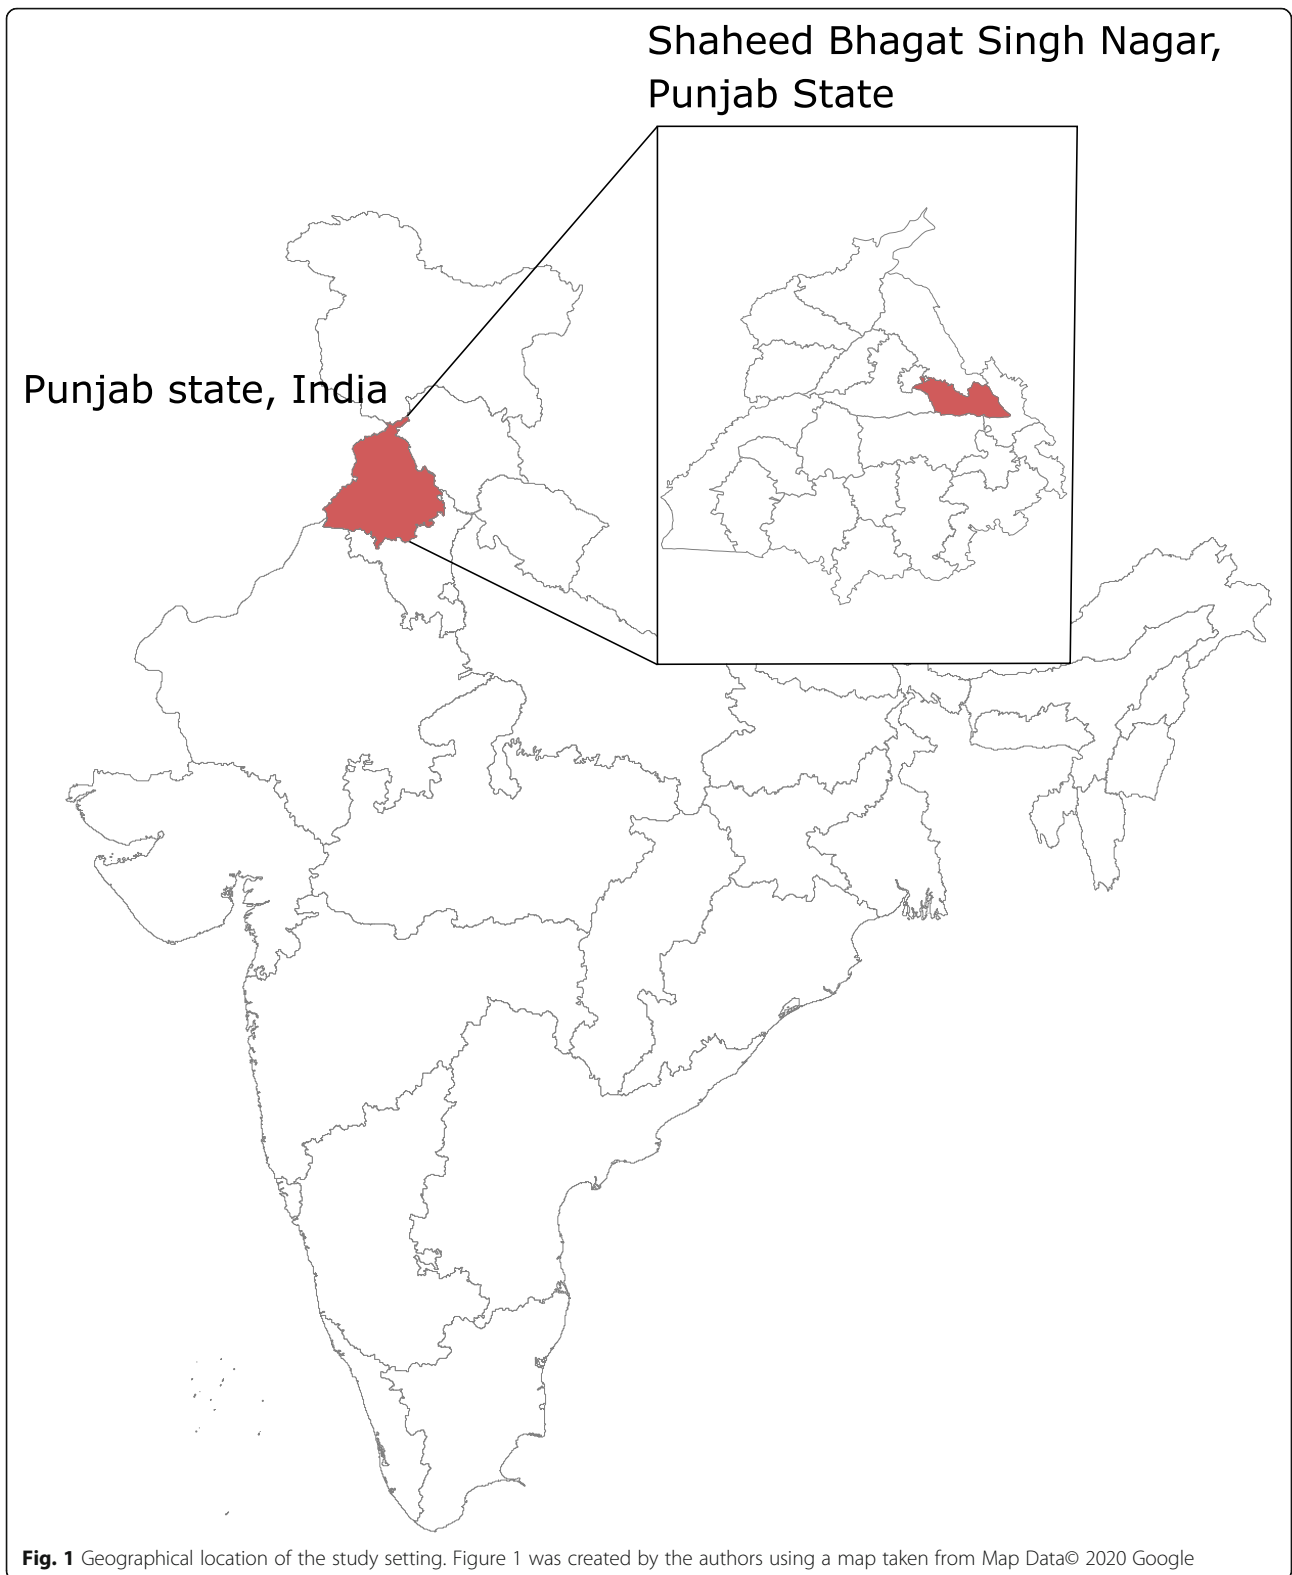 Shaheed Bhagat Singh Nagar,
Punjab State
Punjab state, India
Fig. 1 Geographical location of the study setting. Figure 1 was created by the authors using a map taken from Map Data© 2020 Google